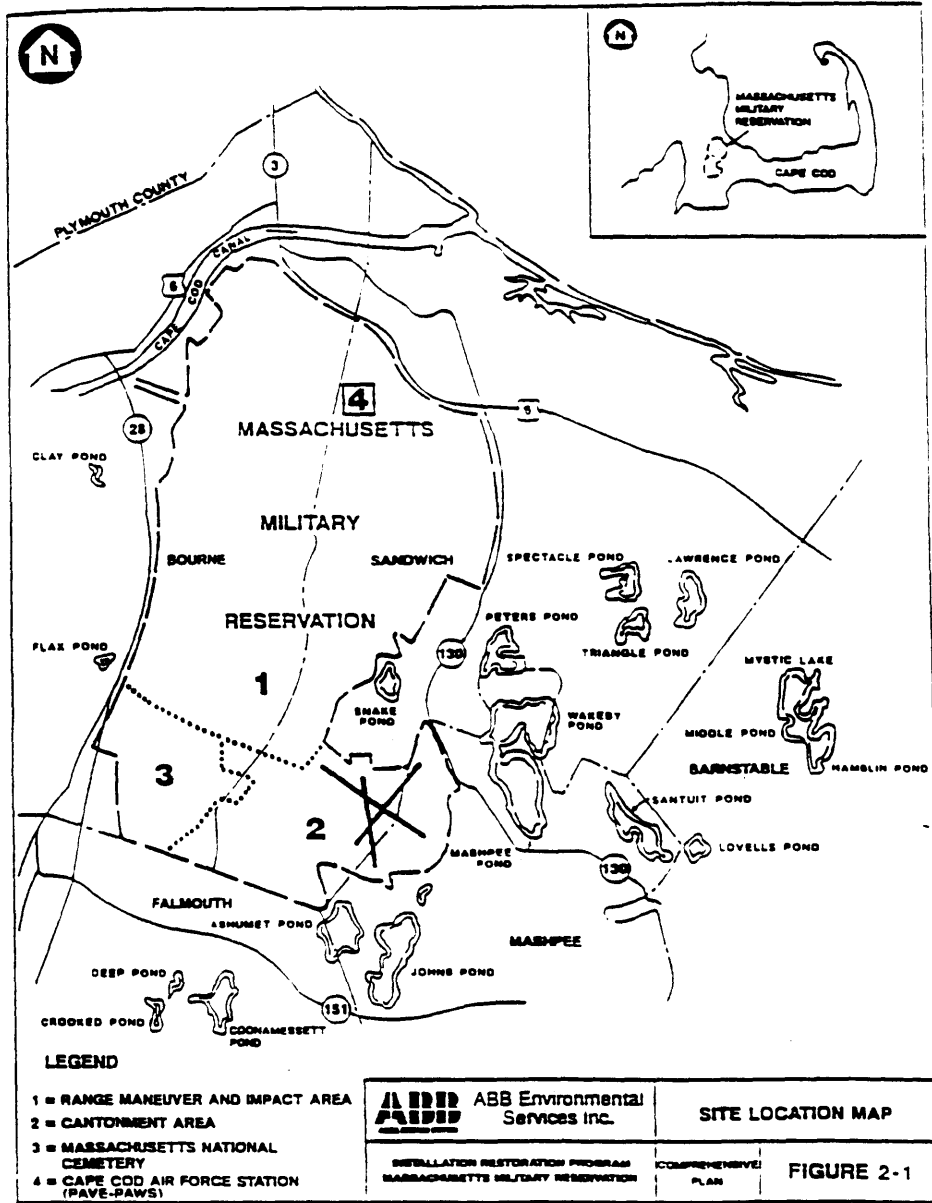 N
N
MASSACHUSETTS
MILITARY
RESERVATION
CAPE COD
3
PLYMOUTH COUNTY
CAPE COD CANAL
6
4
MASSACHUSETTS
28
CLAY POND
MILITARY
BOURNE
SANDWICH
SPECTACLE POND
LAWRENCE POND
RESERVATION
PETERS POND
FLAX POND
130
TRIANGLE POND
1
MYSTIC LAKE
SNAKE
POND
WAKEBY
POND
MIDDLE POND
3
BARNSTABLE
HAMBLIN POND
SANTUIT POND
2
LOVELLS POND
MASHPEE
POND
130
FALMOUTH
ASHUMET POND
MASHPEE
DEEP POND
JOHNS POND
151
CROOKED POND
COONAMESSETT
POND
LEGEND
1 = RANGE MANEUVER AND IMPACT AREA
2 = CANTONMENT AREA
3 = MASSACHUSETTS NATIONAL
CEMETERY
4 = CAPE COD AIR FORCE STATION
(PAVE-PAWS)
ABB
ABB Environmental
Services Inc.
SITE LOCATION MAP
INSTALLATION RESTORATION PROGRAM
MASSACHUSETTS MILITARY RESERVATION
COMPREHENSIVE
PLAN
FIGURE 2-1